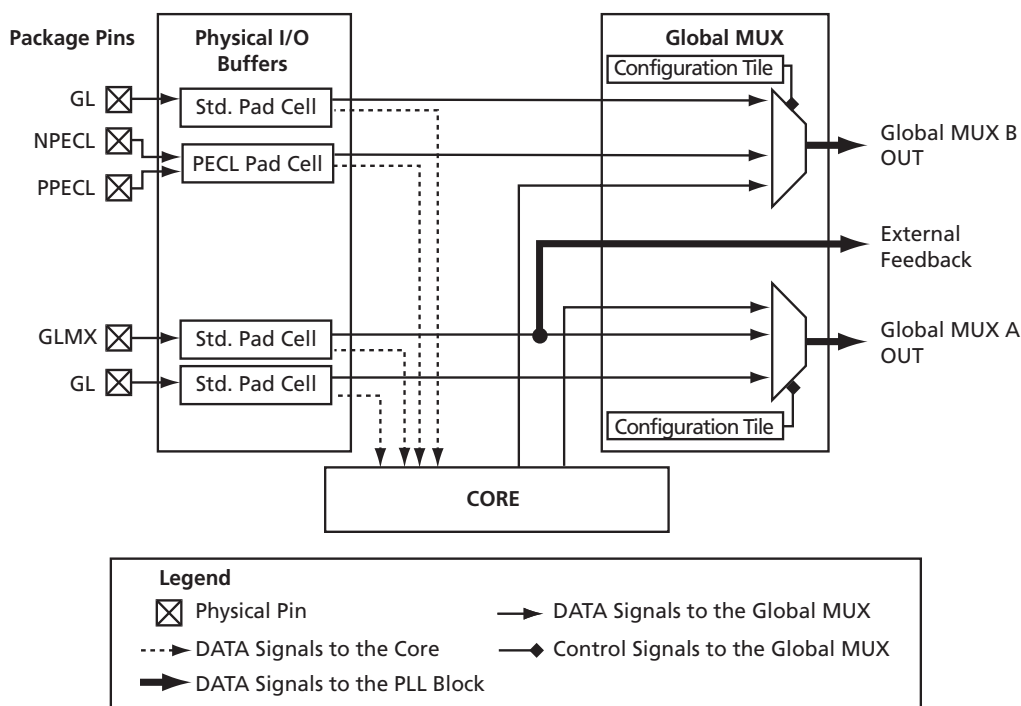 Package Pins
Physical I/O
Buffers
Global MUX
Configuration Tile
GL
Std. Pad Cell
NPECL
PECL Pad Cell
PPECL
Global MUX B
OUT
External
Feedback
GLMX
Std. Pad Cell
Global MUX A
OUT
GL
Std. Pad Cell
Configuration Tile
CORE
Legend
Physical Pin
DATA Signals to the Global MUX
DATA Signals to the Core
Control Signals to the Global MUX
DATA Signals to the PLL Block